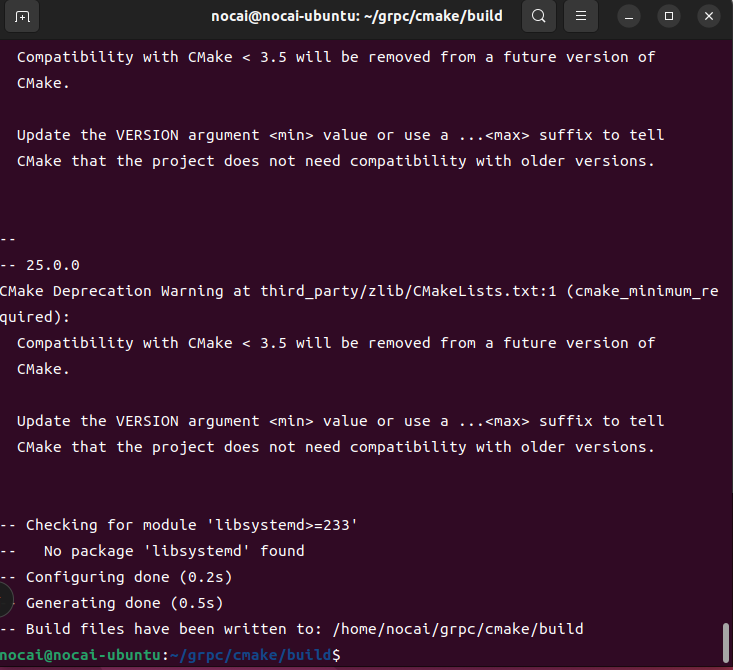 nocai@nocai-ubuntu: ~/grpc/cmake/build
Compatibility with CMake < 3.5 will be removed from a future version of
CMake.
Update the VERSION argument <min> value or use a ...<max> suffix to tell
CMake that the project does not need compatibility with older versions.
--
-- 25.0.0
CMake Deprecation Warning at third_party/zlib/CMakeLists.txt:1 (cmake_minimum_re
quired):
Compatibility with CMake < 3.5 will be removed from a future version of
CMake.
Update the VERSION argument <min> value or use a ...<max> suffix to tell
CMake that the project does not need compatibility with older versions.
-- Checking for module 'libsystemd>=233'
--   No package 'libsystemd' found
-- Configuring done (0.2s)
- Generating done (0.5s)
-- Build files have been written to: /home/nocai/grpc/cmake/build
nocai@nocai-ubuntu:~/grpc/cmake/build$